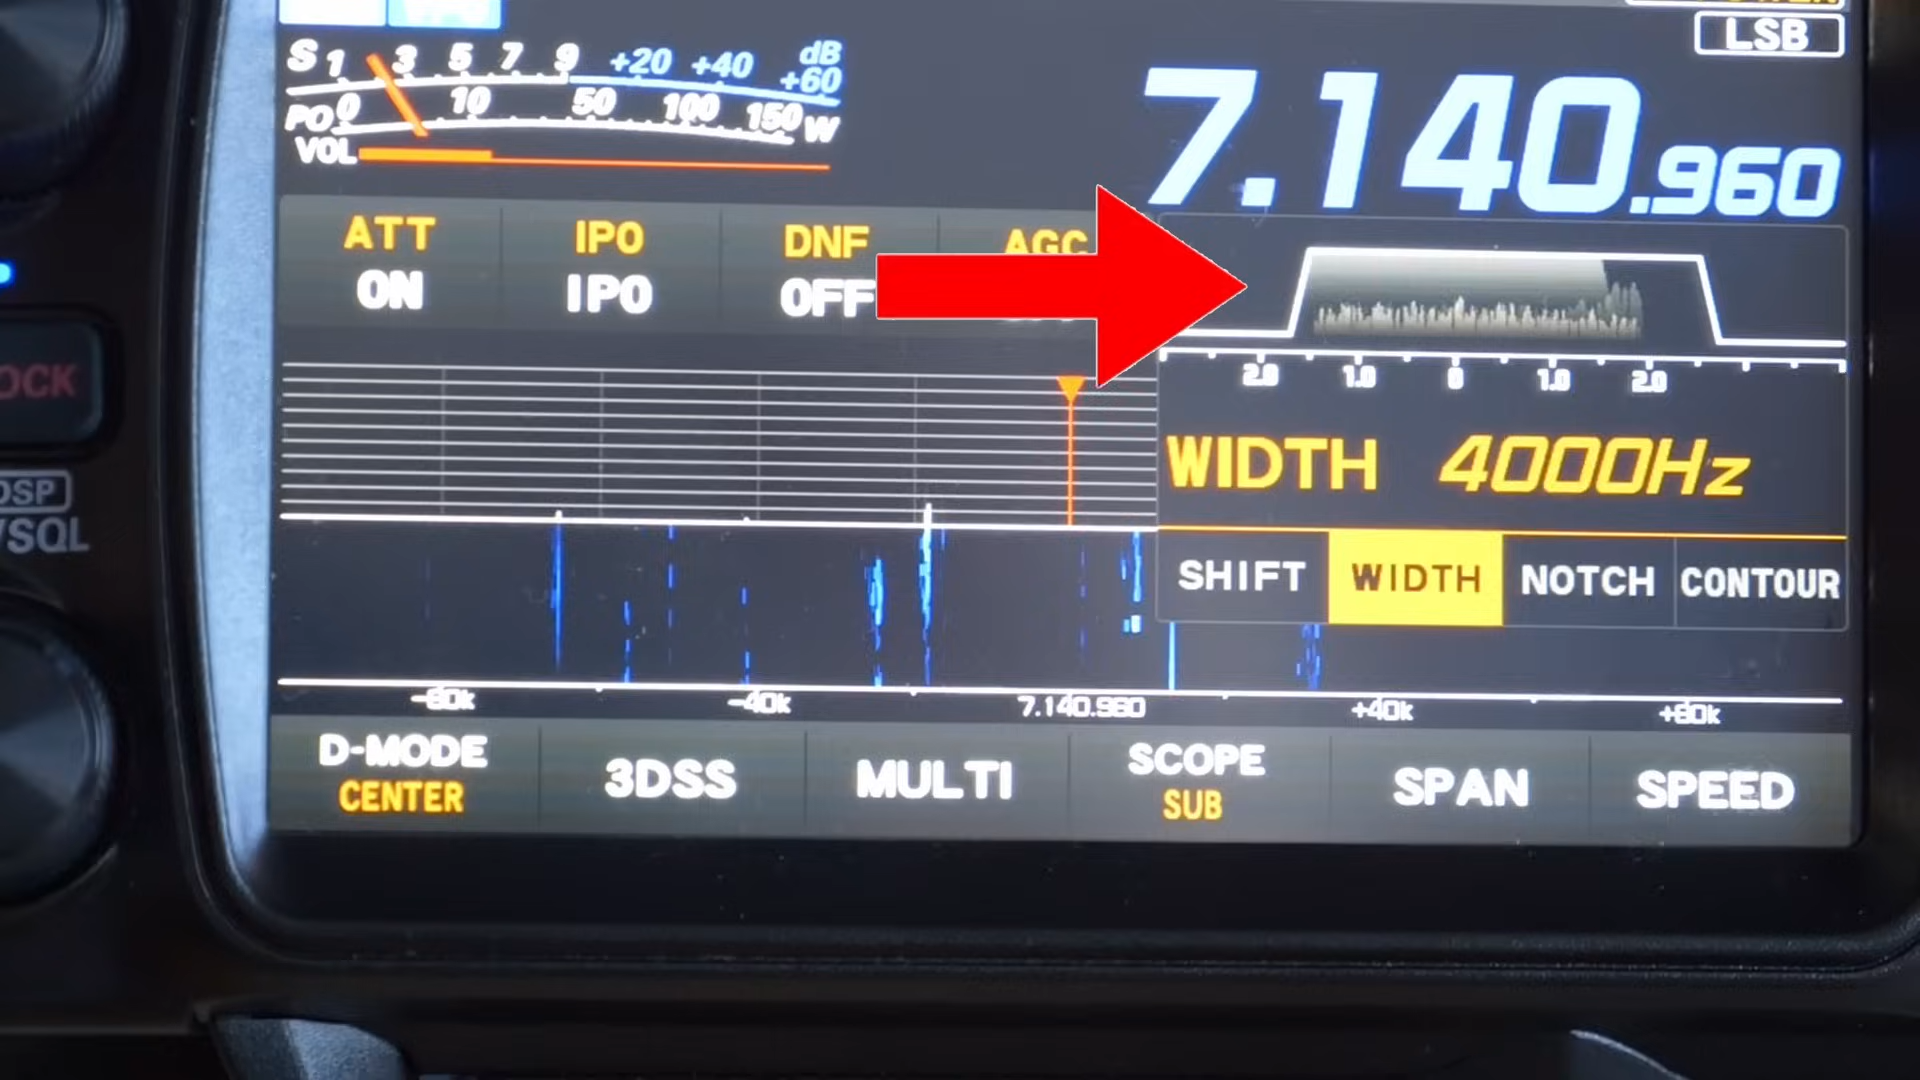 LSB
S 1 3 5 7 9 +20 +40 +60 dB
PO 0 10 50 100 150 W
VOL
7.140.960
ATT IPO DNF AGC
ON IPO OFF
2.0 1.0 0 1.0 2.0
WIDTH 4000Hz
SHIFT WIDTH NOTCH CONTOUR
-80k -40k 7.140.960 +40k +80k
D-MODE 3DSS MULTI SCOPE SPAN SPEED
CENTER SUB
OCK
DSP
/SQL